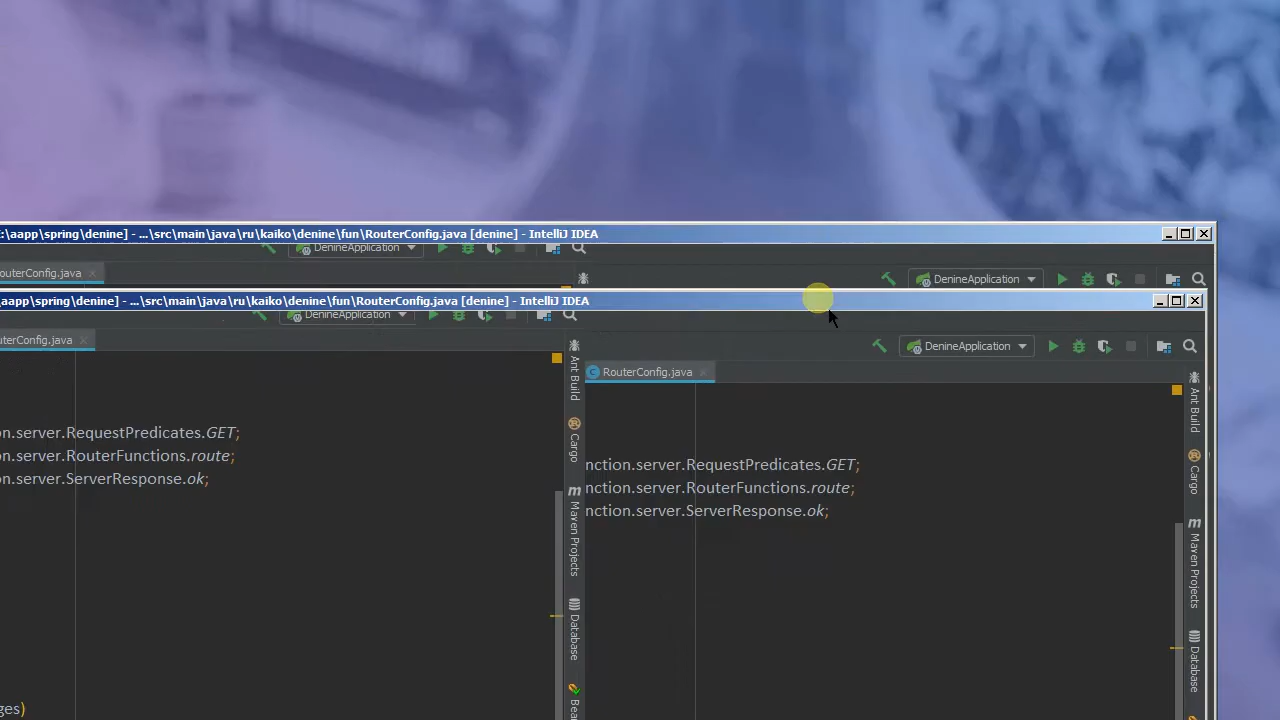 :\aapp\spring\denine] - ...\src\main\java\ru\kaiko\denine\fun\RouterConfig.java [denine] - IntelliJ IDEA
DenineApplication
outerConfig.java
DenineApplication
aapp\spring\denine] - ...\src\main\java\ru\kaiko\denine\fun\RouterConfig.java [denine] - IntelliJ IDEA
DenineApplication
uterConfig.java
DenineApplication
RouterConfig.java
on.server.RequestPredicates.GET;
on.server.RouterFunctions.route;
on.server.ServerResponse.ok;
ges)
Ant Build
Cargo
Maven Projects
Database
Bea
nction.server.RequestPredicates.GET;
nction.server.RouterFunctions.route;
nction.server.ServerResponse.ok;
Ant Build
Cargo
Maven Projects
Database